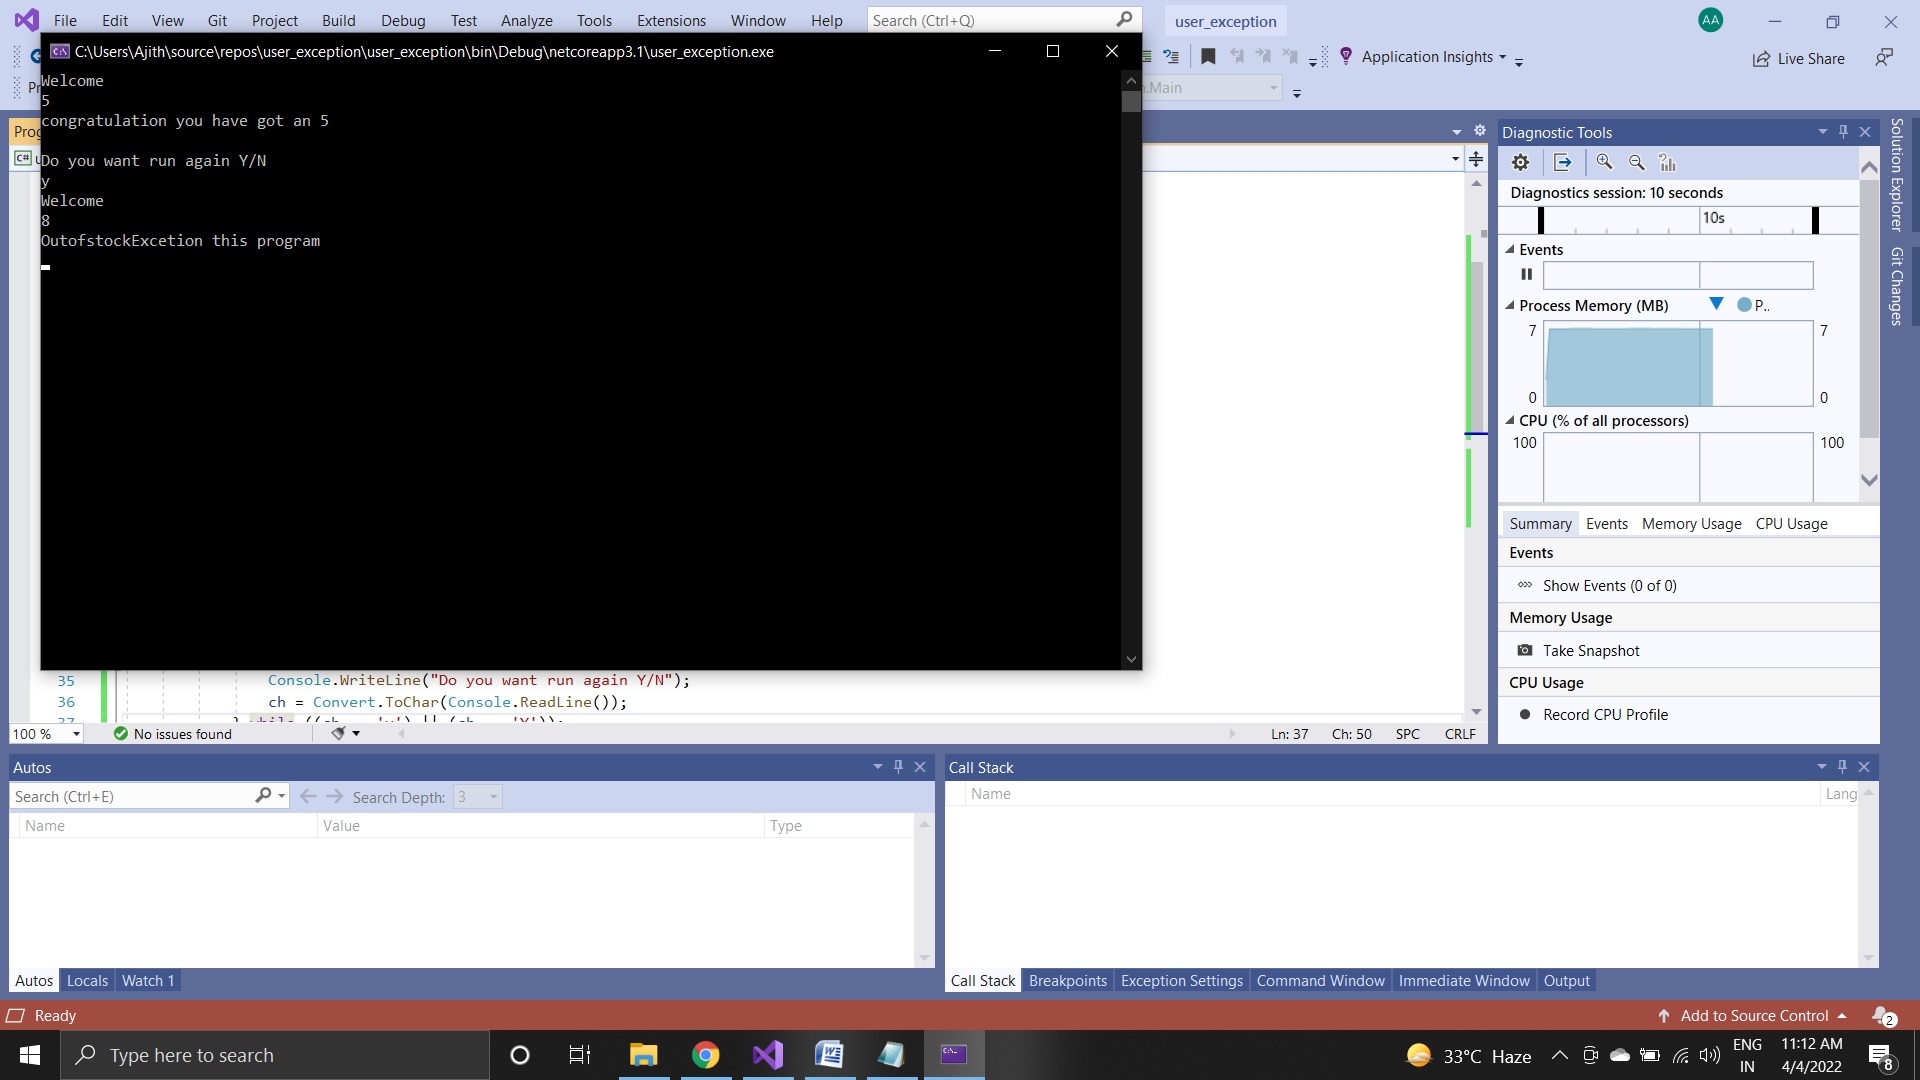 File Edit View Git Project Build Debug Test Analyze Tools Extensions Window Help Search (Ctrl+Q) user_exception AA
C:\Users\Ajith\source\repos\user_exception\user_exception\bin\Debug\netcoreapp3.1\user_exception.exe
Application Insights Live Share
.Main
Welcome
5
congratulation you have got an 5
Do you want run again Y/N
y
Welcome
8
OutofstockExcetion this program
C#
35 Console.WriteLine("Do you want run again Y/N");
36 ch = Convert.ToChar(Console.ReadLine());
100 % No issues found Ln: 37 Ch: 50 SPC CRLF
Diagnostic Tools
Diagnostics session: 10 seconds
10s
Events
Process Memory (MB) P..
7 7
0 0
CPU (% of all processors)
100 100
Summary Events Memory Usage CPU Usage
Events
Show Events (0 of 0)
Memory Usage
Take Snapshot
CPU Usage
Record CPU Profile
Solution Explorer
Git Changes
Autos
Search (Ctrl+E) Search Depth: 3
Name Value Type
Autos Locals Watch 1
Call Stack
Name Lang
Call Stack Breakpoints Exception Settings Command Window Immediate Window Output
Ready Add to Source Control 2
Type here to search 33°C Haze ENG IN 11:12 AM 4/4/2022 8